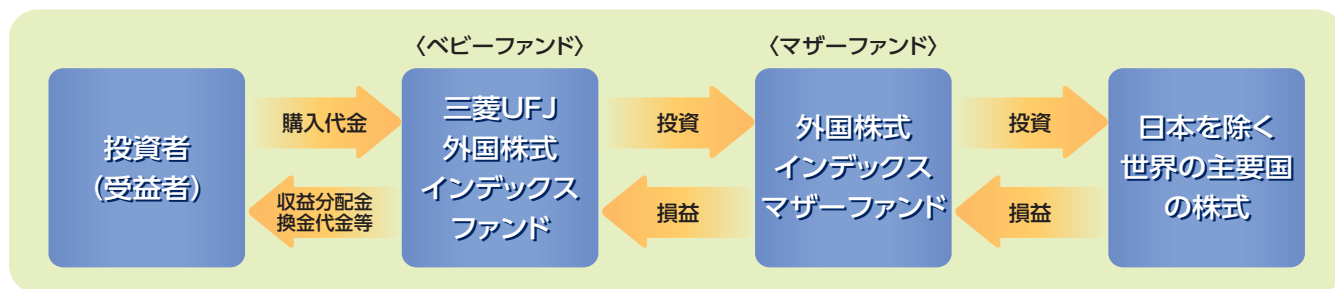 〈ベビーファンド〉
〈マザーファンド〉
投資者
（受益者）
購入代金
収益分配金
換金代金等
三菱UFJ
外国株式
インデックス
ファンド
投資
損益
外国株式
インデックス
マザーファンド
投資
損益
日本を除く
世界の主要国
の株式